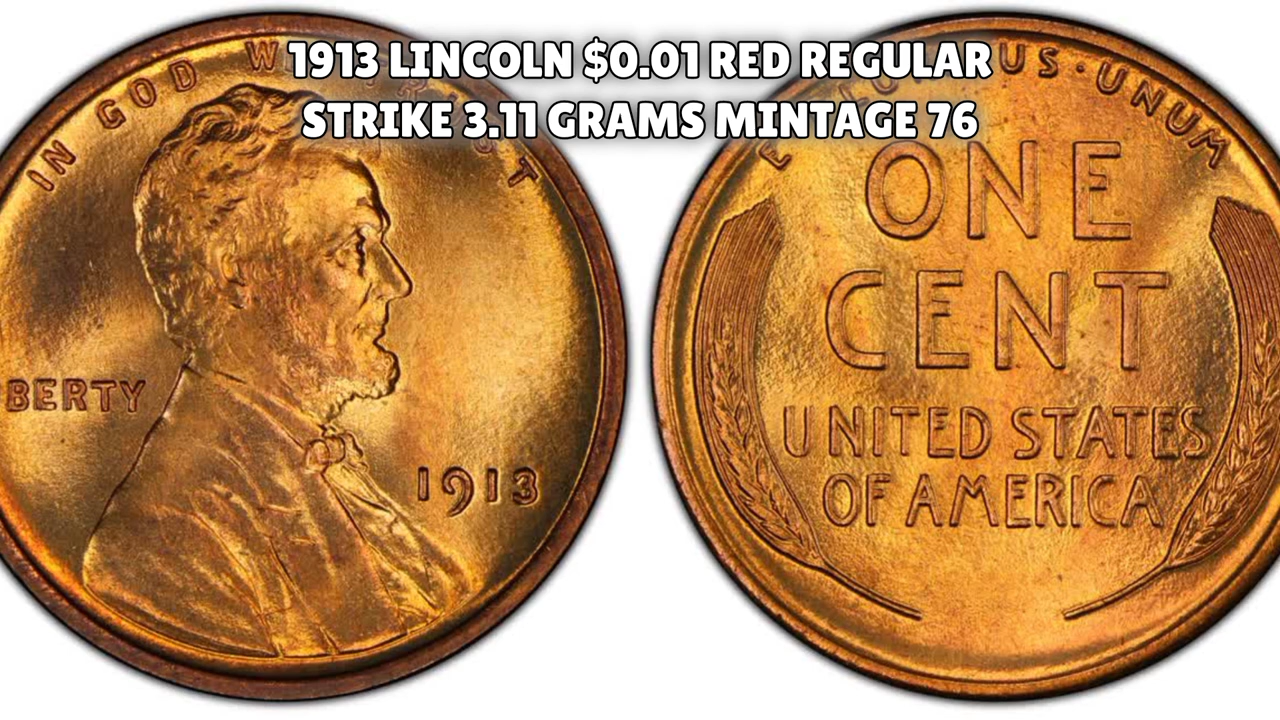 1913 LINCOLN $0.01 RED REGULAR
STRIKE 3.11 GRAMS MINTAGE 76
IN GOD
BERTY
1913
US·UNUM
ONE
CENT
UNITED STATES
OF AMERICA